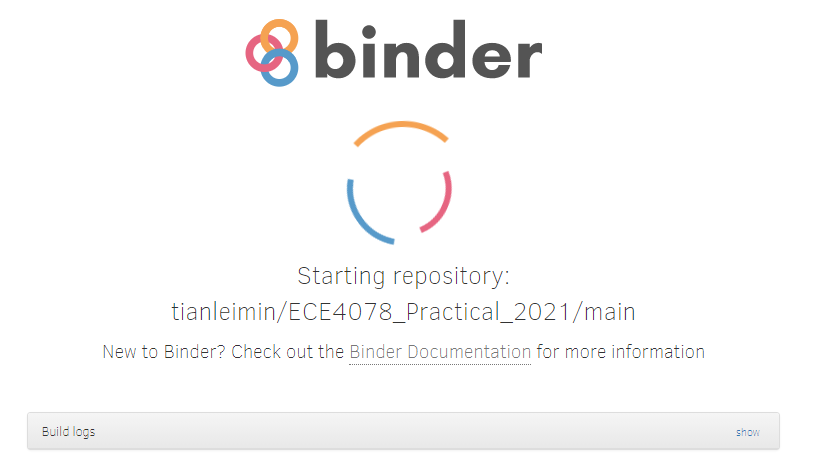 binder
Starting repository:
tianleimin/ECE4078_Practical_2021/main
New to Binder? Check out the Binder Documentation for more information
Build logs show